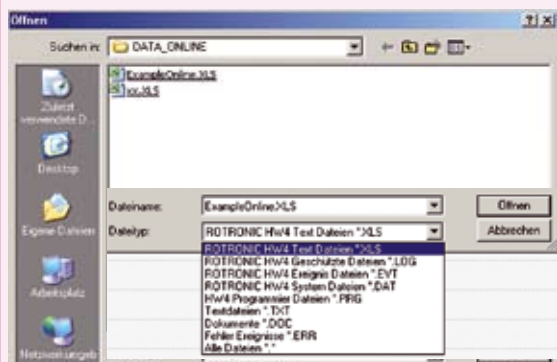 Öffnen
Suchen in: DATA_ONLINE
ExampleOnline.XLS
xx.XLS
Zuletzt
verwendete D...
Desktop
Eigene Dateien
Arbeitsplatz
Netzwerkumgeb
Dateiname: ExampleOnline.XLS Öffnen
Dateityp: ROTRONIC HW4 Text Dateien *.XLS Abbrechen
ROTRONIC HW4 Text Dateien *.XLS
ROTRONIC HW4 Geschützte Dateien *.LOG
ROTRONIC HW4 Ereignis Dateien *.EVT
ROTRONIC HW4 System Dateien *.DAT
HW4 Programmier Dateien *.PRG
Textdateien *.TXT
Dokumente *.DOC
Fehler Ereignisse *.ERR
Alle Dateien *.*